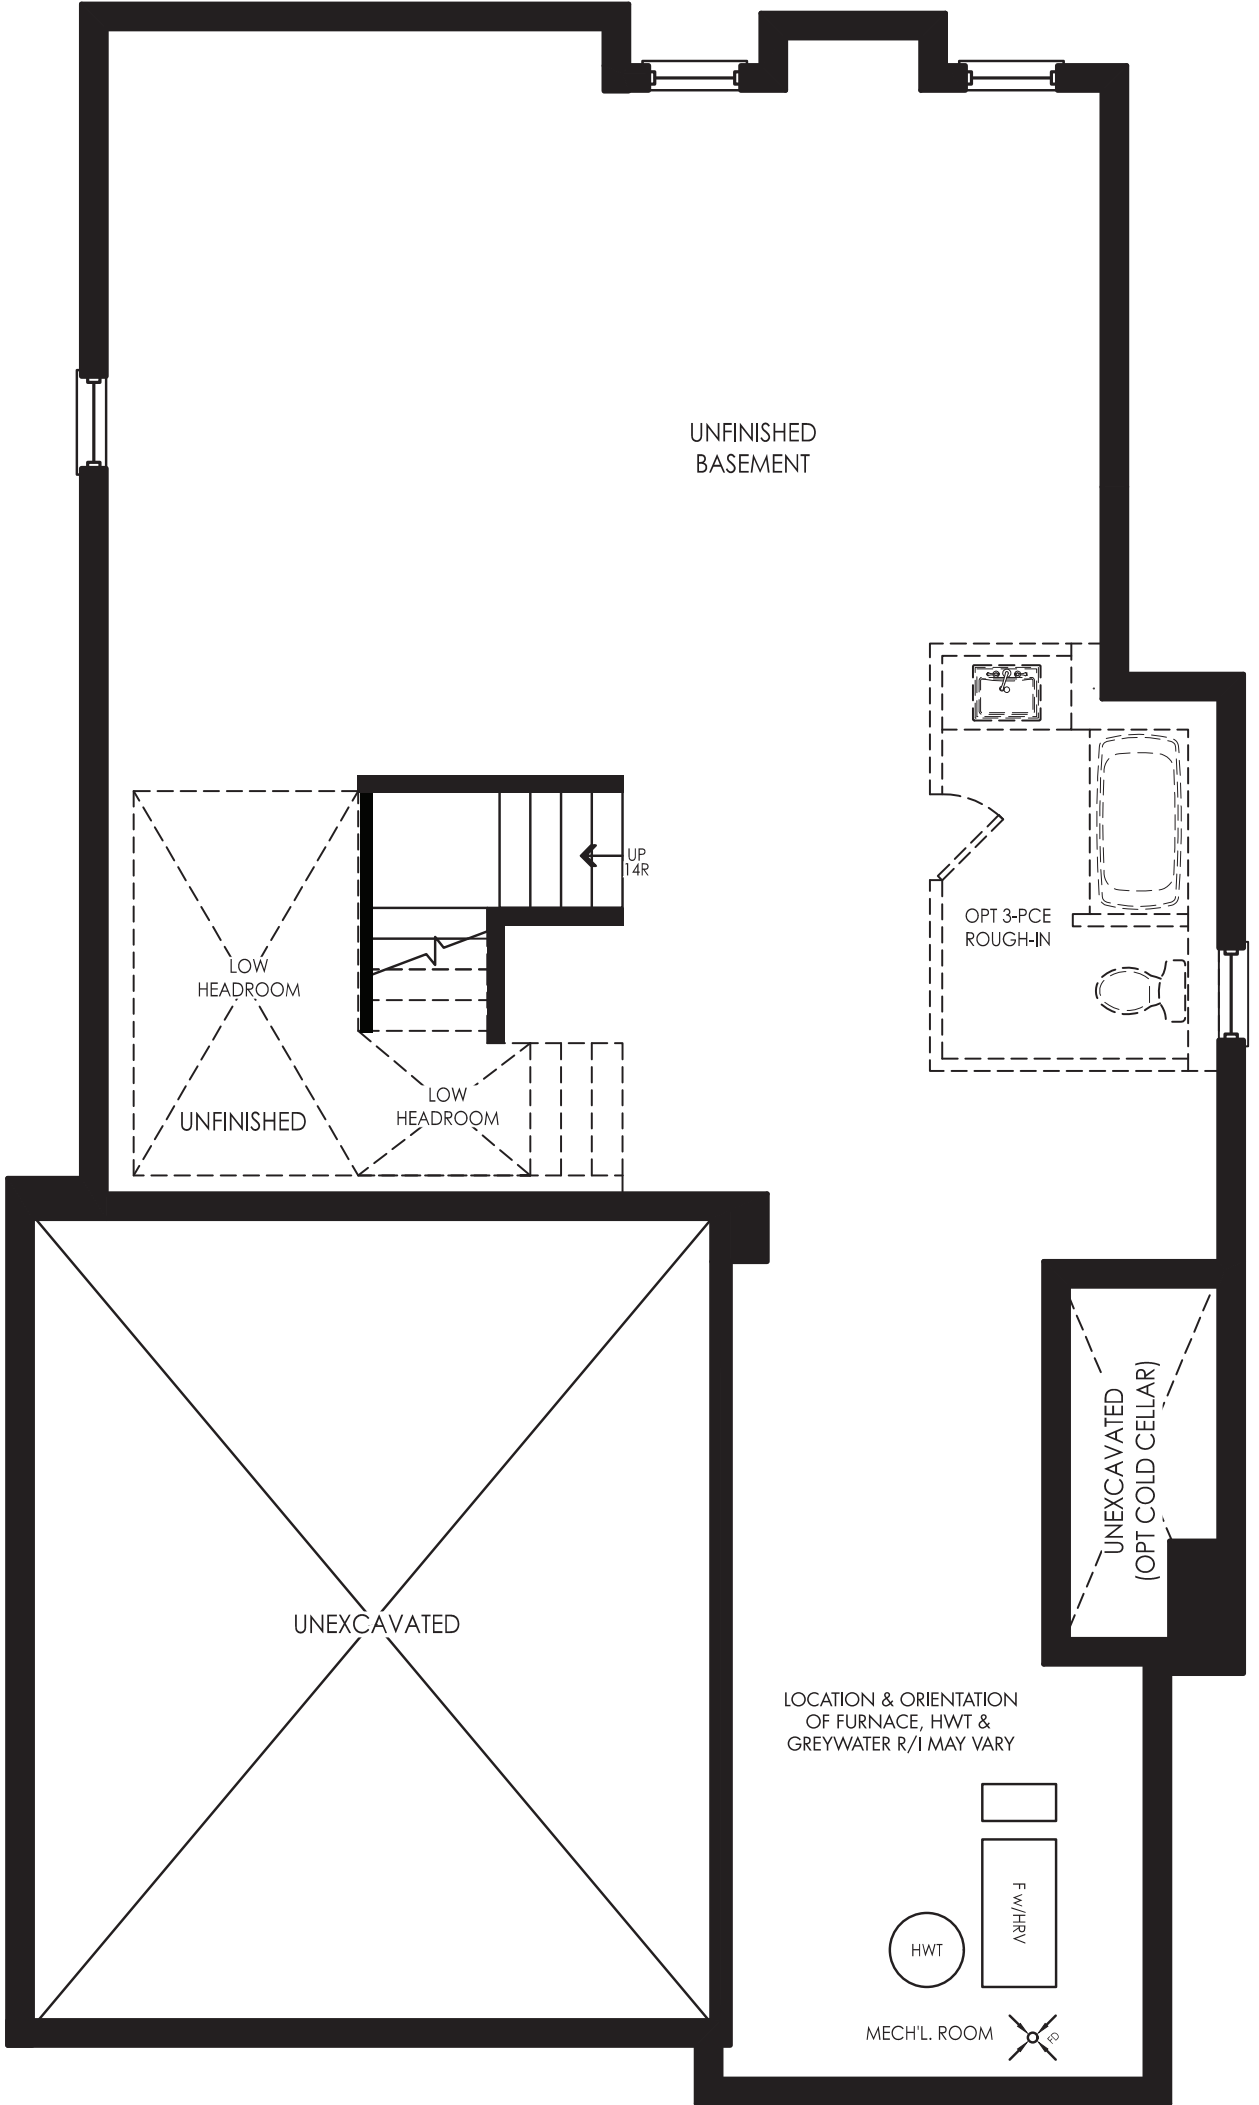 UNFINISHED
BASEMENT
UP
14R
OPT 3-PCE
ROUGH-IN
LOW
HEADROOM
LOW
HEADROOM
UNFINISHED
UNEXCAVATED
(OPT COLD CELLAR)
UNEXCAVATED
LOCATION & ORIENTATION
OF FURNACE, HWT &
GREYWATER R/I MAY VARY
F W/HRV
HWT
MECH'L. ROOM
FD